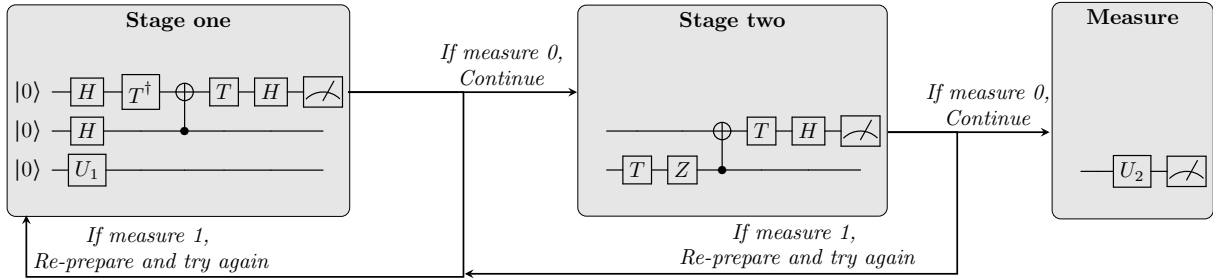 Stage one
Stage two
Measure
If measure 0,
Continue
If measure 0,
Continue
|0⟩ H T† T H
|0⟩ H
|0⟩ U₁
T H
T Z
U₂
If measure 1,
Re-prepare and try again
If measure 1,
Re-prepare and try again